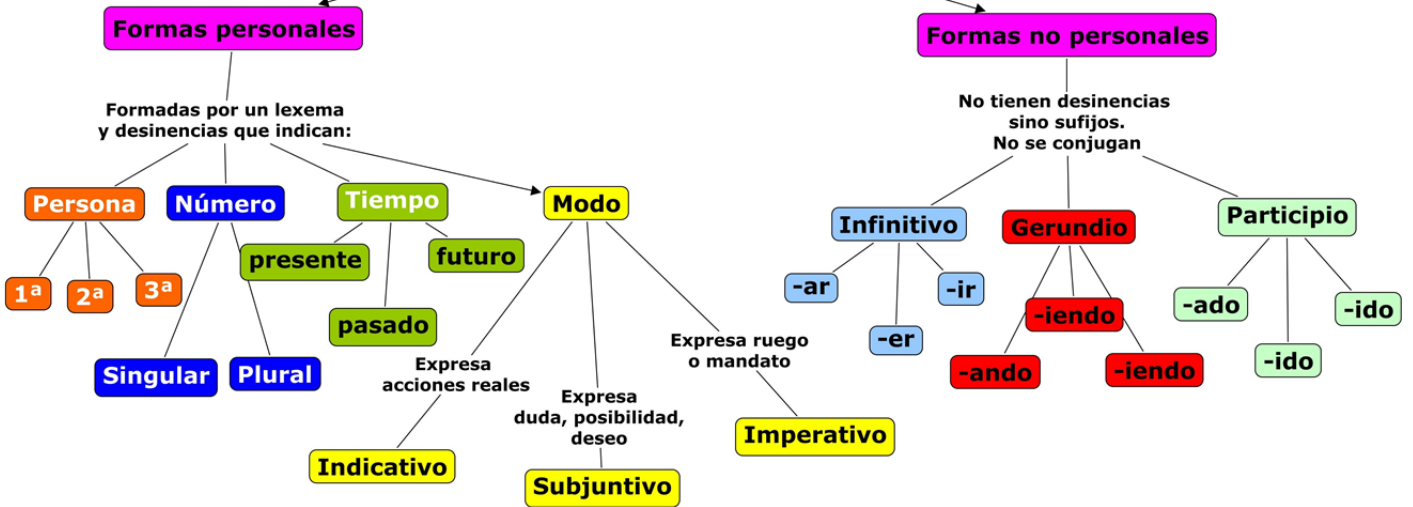 Formas personales
Formas no personales
Formadas por un lexema
y desinencias que indican:
No tienen desinencias
sino sufijos.
No se conjugan
Persona
Número
Tiempo
Modo
1ª
2ª
3ª
Singular
Plural
presente
pasado
futuro
Expresa
acciones reales
Indicativo
Expresa
duda, posibilidad,
deseo
Subjuntivo
Expresa ruego
o mandato
Imperativo
Infinitivo
-ar
-er
-ir
Gerundio
-ando
-iendo
-iendo
Participio
-ado
-ido
-ido